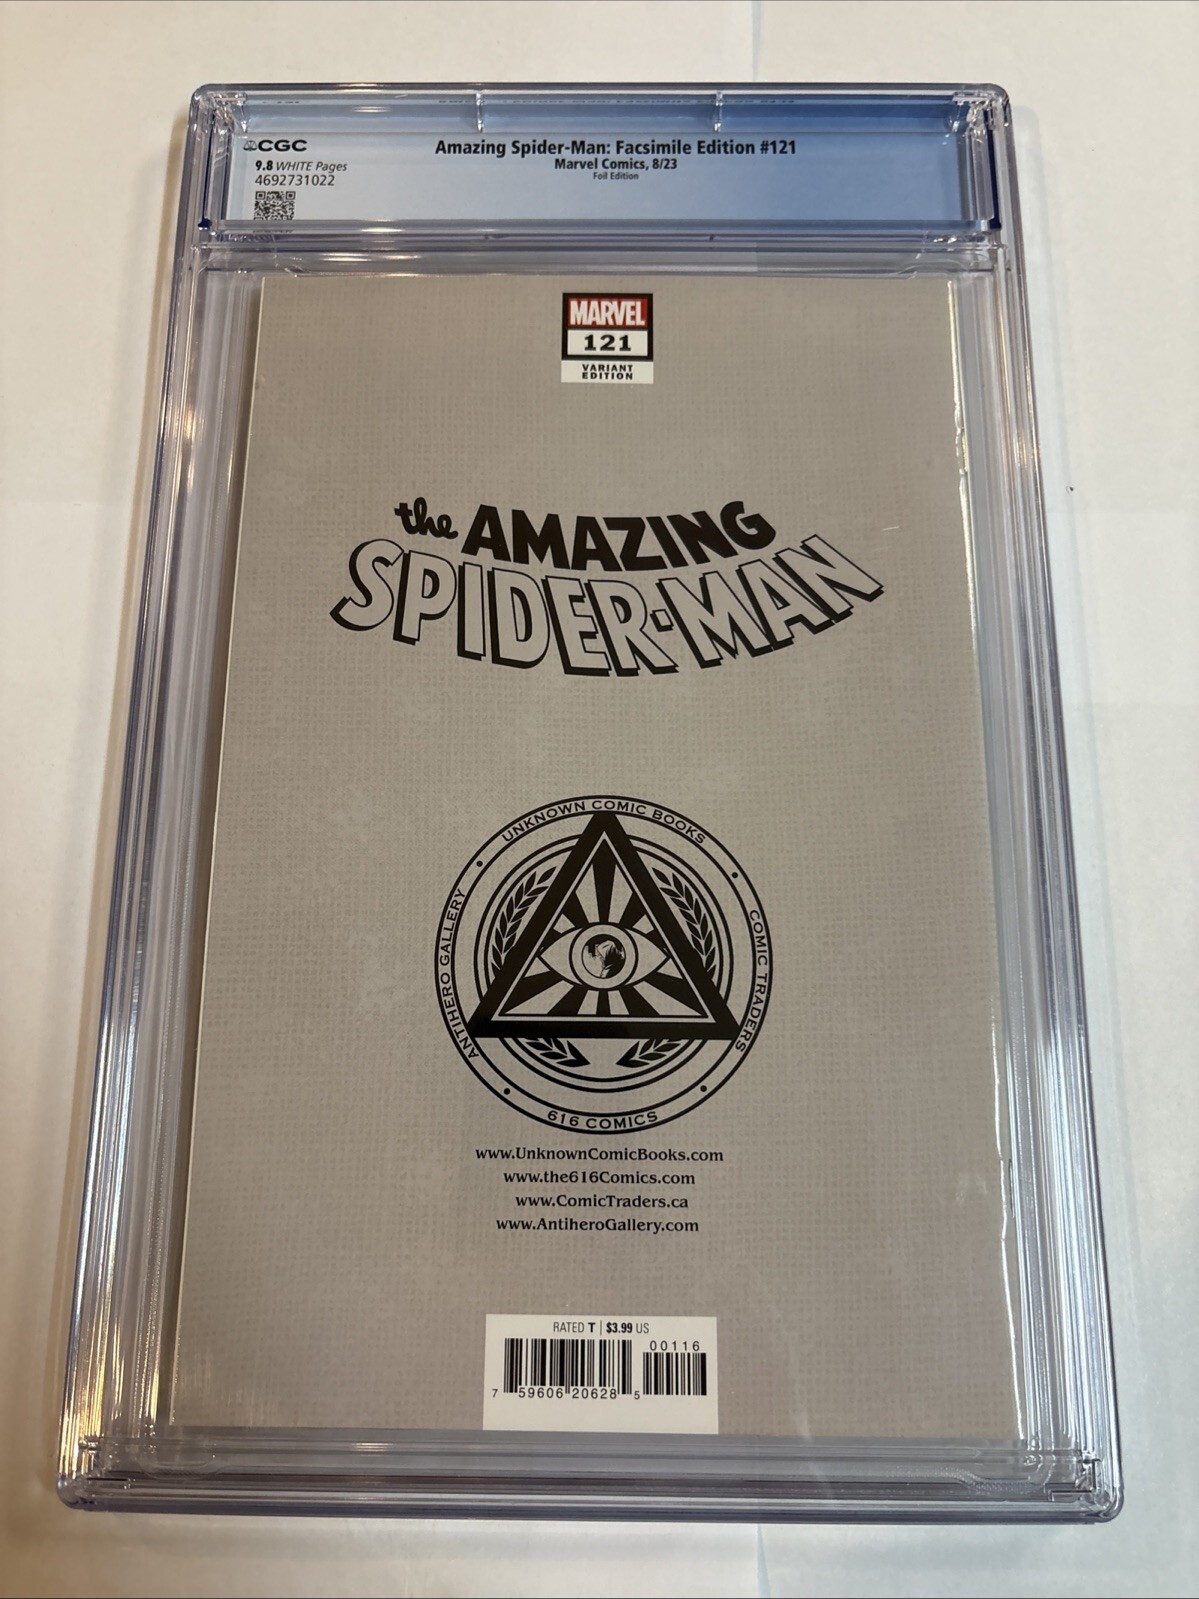 CGC
9.8 WHITE Pages
4692731022
Amazing Spider-Man: Facsimile Edition #121
Marvel Comics, 8/23
Foil Edition
MARVEL
121
VARIANT
EDITION
the AMAZING
SPIDER-MAN
UNKNOWN COMIC BOOKS
ANTIHERO GALLERY
COMIC TRADERS
616 COMICS
www.UnknownComicBooks.com
www.the616Comics.com
www.ComicTraders.ca
www.AntiheroGallery.com
RATED T | $3.99 US
00116
7 59606 20628 5